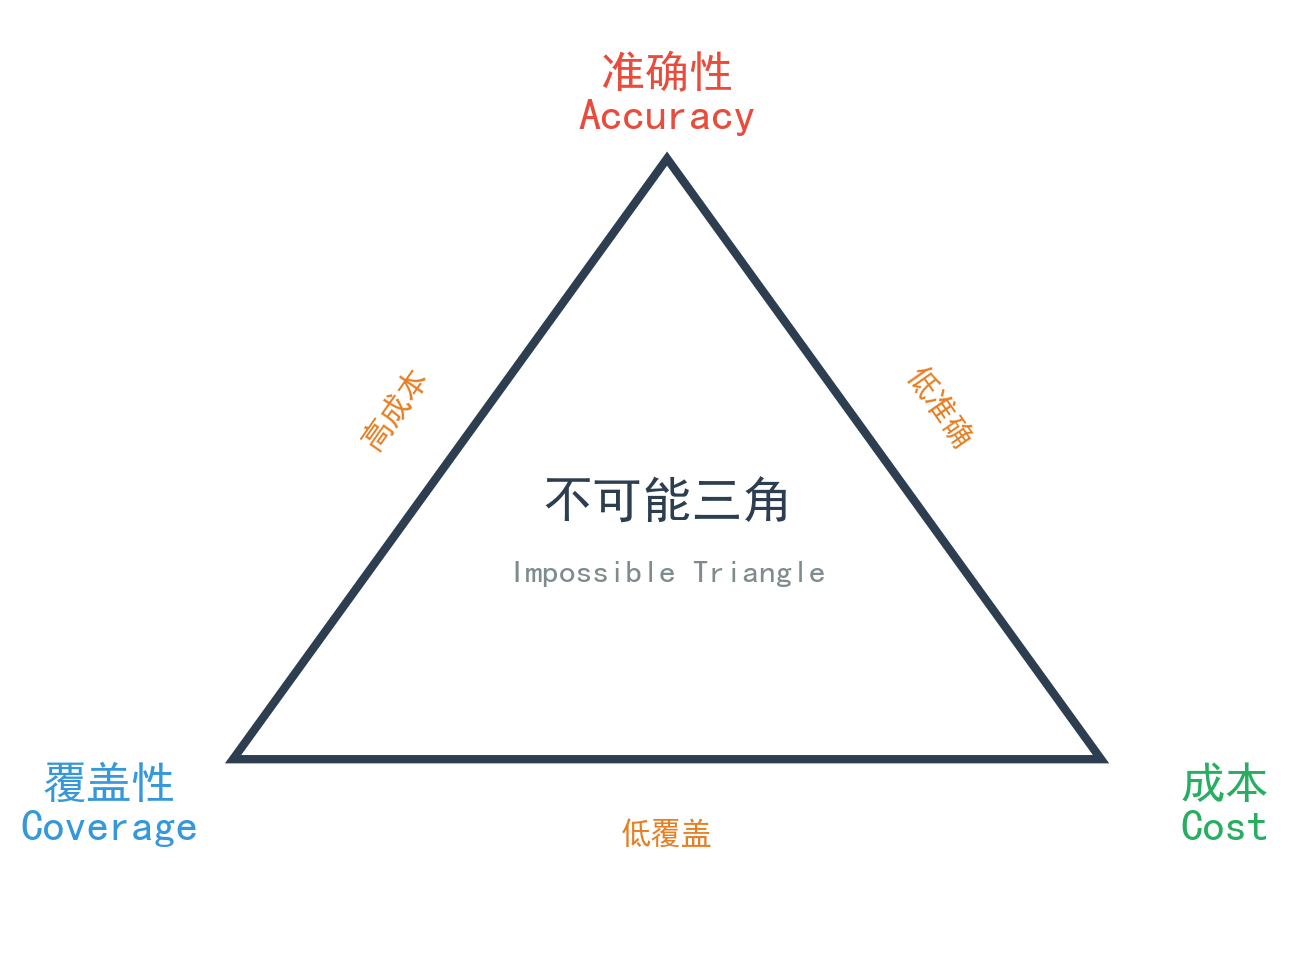 准确性
Accuracy
高成本
低准确
不可能三角
Impossible Triangle
覆盖性
Coverage
成本
Cost
低覆盖